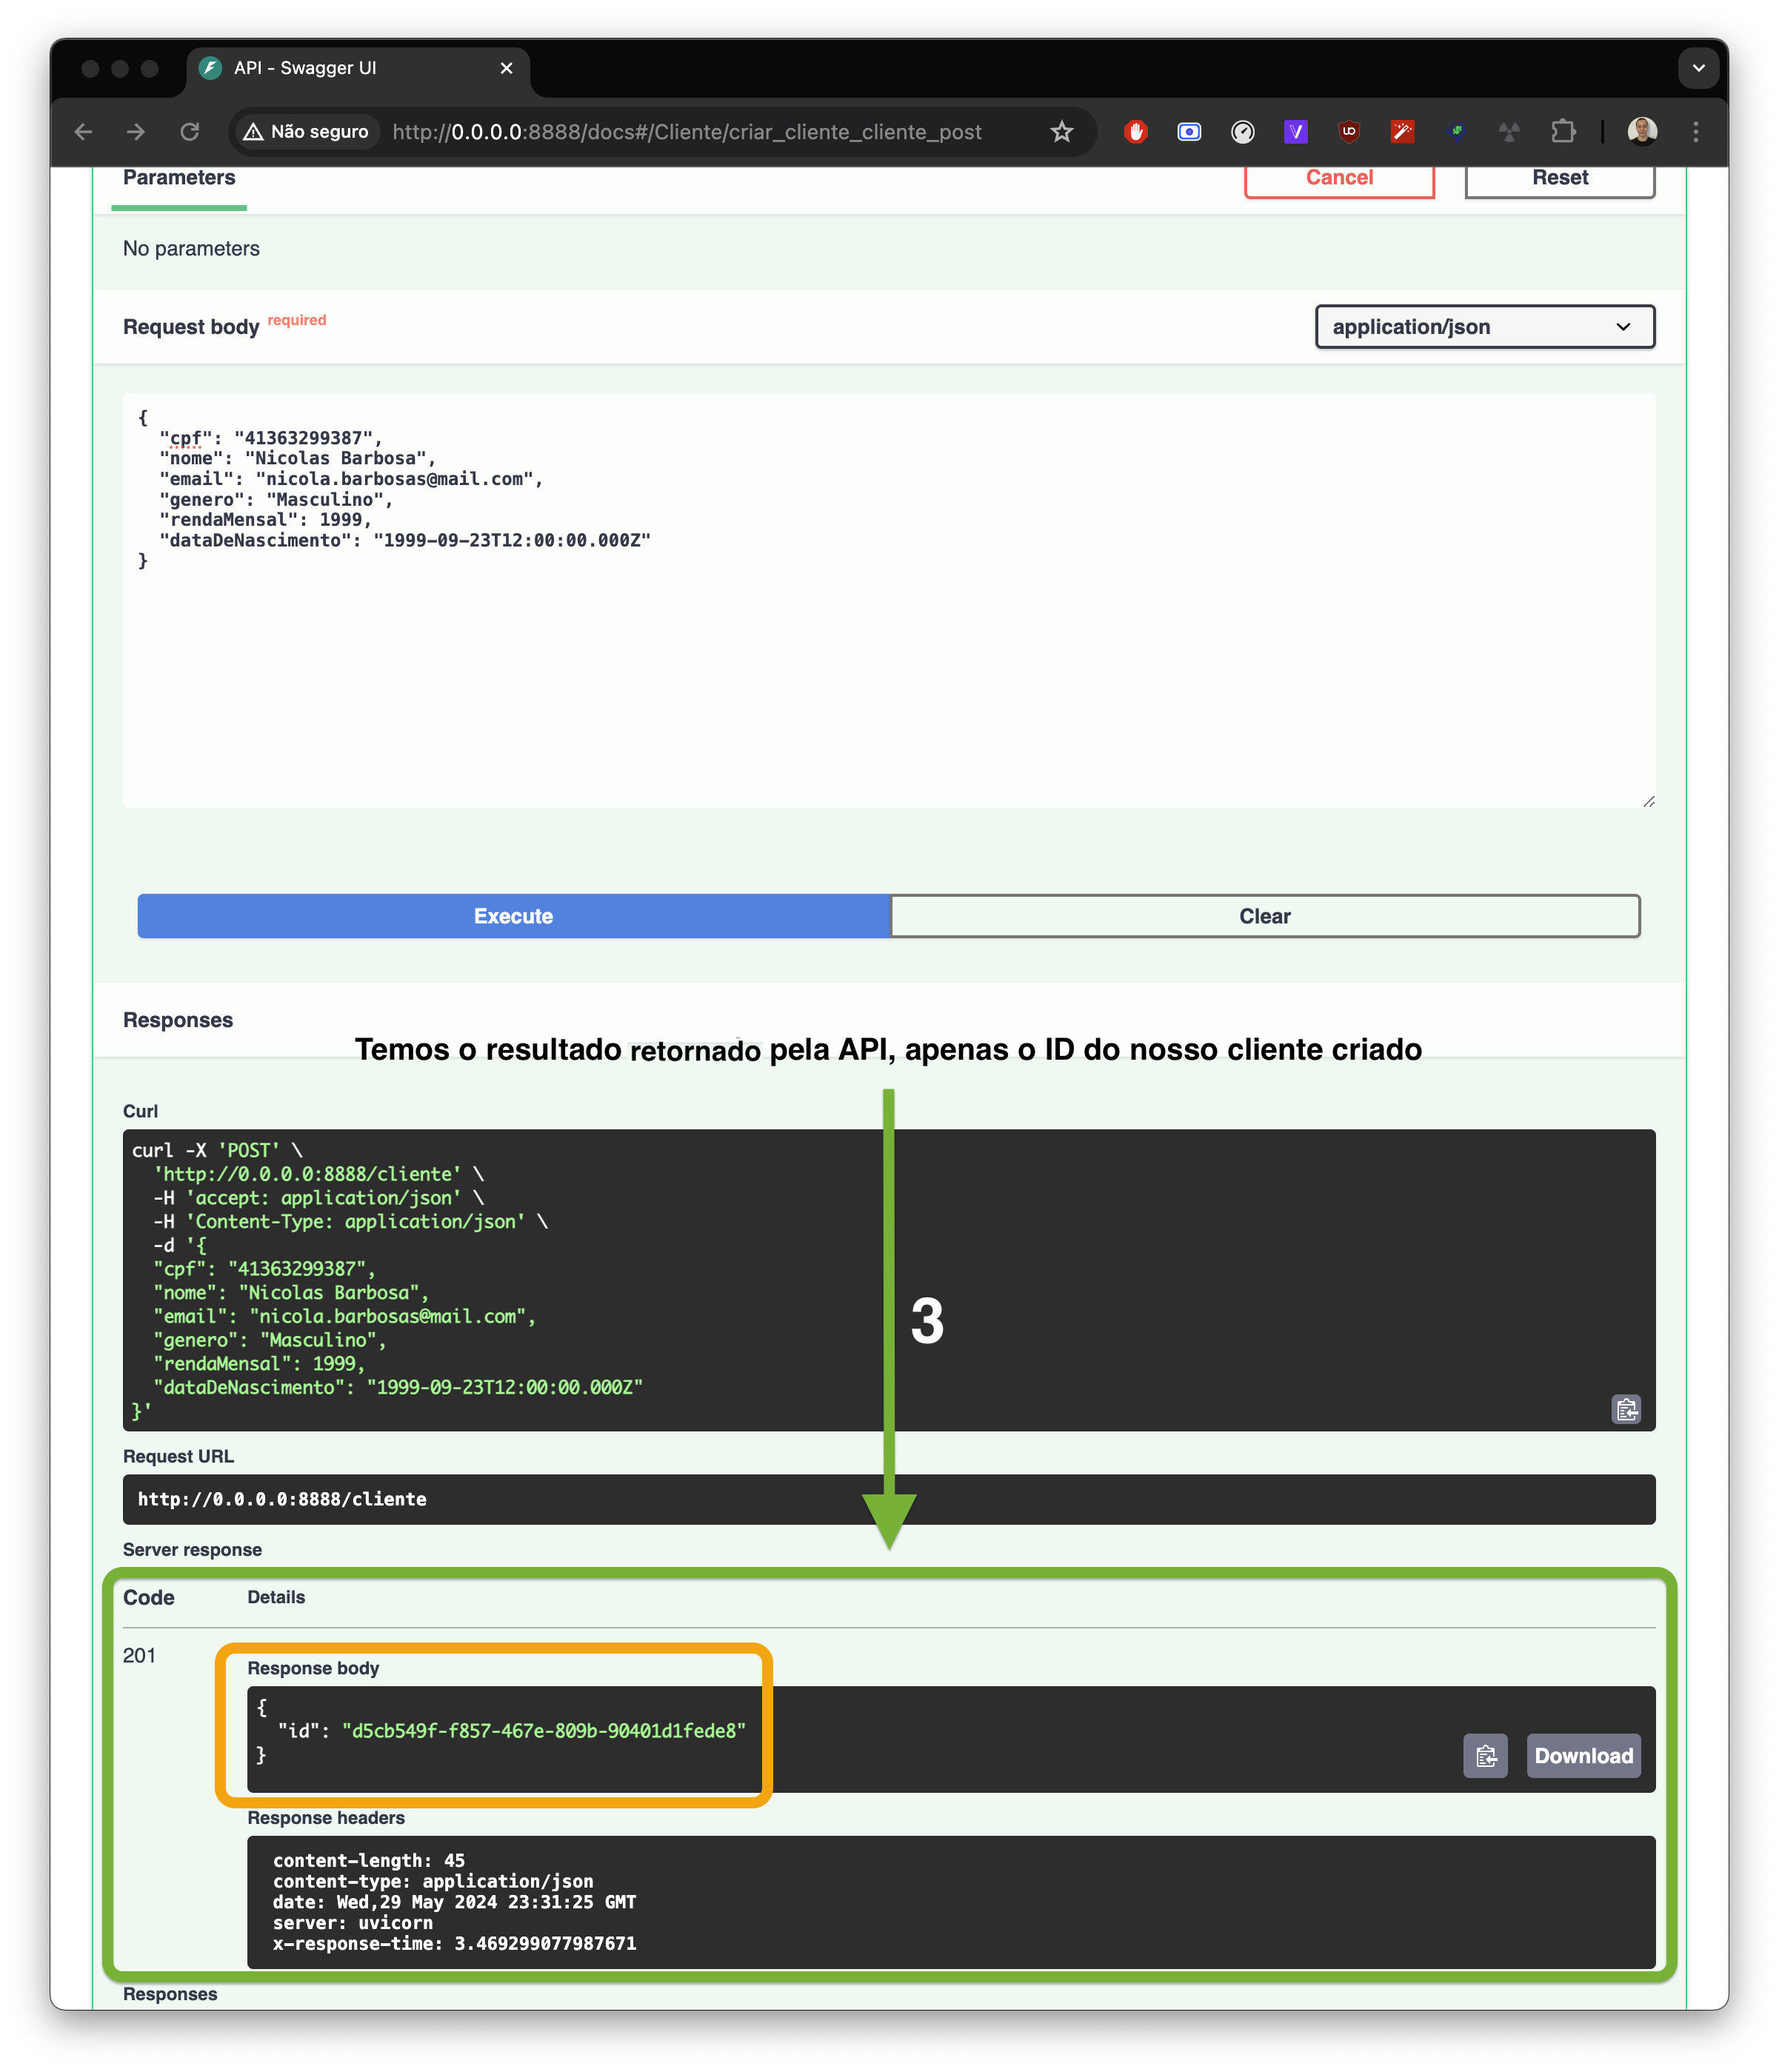 API - Swagger UI
Não seguro http://0.0.0.0:8888/docs#/Cliente/criar_cliente_cliente_post
Parameters
Cancel
Reset
No parameters
Request body required
application/json
{
  "cpf": "41363299387",
  "nome": "Nicolas Barbosa",
  "email": "nicola.barbosas@mail.com",
  "genero": "Masculino",
  "rendaMensal": 1999,
  "dataDeNascimento": "1999-09-23T12:00:00.000Z"
}
Execute
Clear
Responses
Temos o resultado retornado pela API, apenas o ID do nosso cliente criado
Curl
curl -X 'POST' \
  'http://0.0.0.0:8888/cliente' \
  -H 'accept: application/json' \
  -H 'Content-Type: application/json' \
  -d '{
  "cpf": "41363299387",
  "nome": "Nicolas Barbosa",
  "email": "nicola.barbosas@mail.com",
  "genero": "Masculino",
  "rendaMensal": 1999,
  "dataDeNascimento": "1999-09-23T12:00:00.000Z"
}'
3
Request URL
http://0.0.0.0:8888/cliente
Server response
Code Details
201
Response body
{
  "id": "d5cb549f-f857-467e-809b-90401d1fede8"
}
Download
Response headers
content-length: 45
content-type: application/json
date: Wed,29 May 2024 23:31:25 GMT
server: uvicorn
x-response-time: 3.469299077987671
Responses